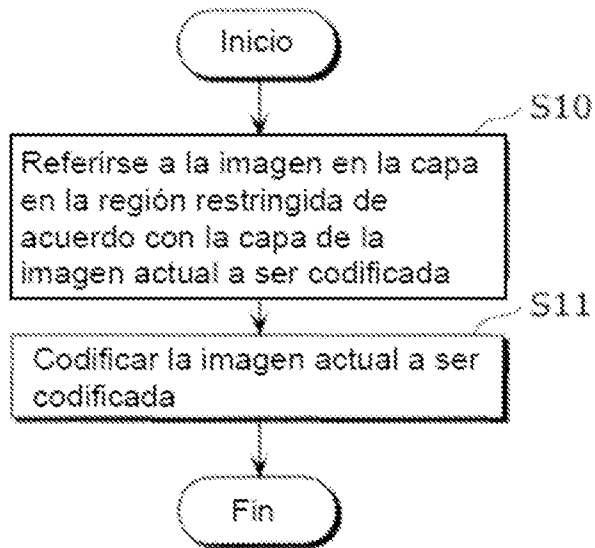 Inicio
S10
Referirse a la imagen en la capa
en la región restringida de
acuerdo con la capa de la
imagen actual a ser codificada
S11
Codificar la imagen actual a ser
codificada
Fin